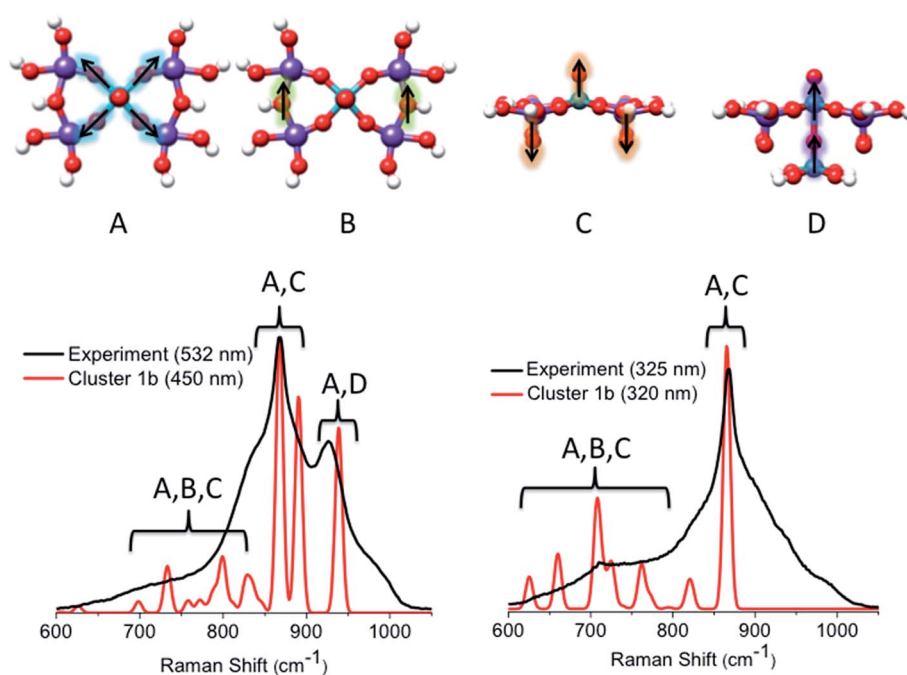 A B C D
A,C
Experiment (532 nm)
Cluster 1b (450 nm)
A,D
A,B,C
600 700 800 900 1000
Raman Shift (cm⁻¹)
A,C
Experiment (325 nm)
Cluster 1b (320 nm)
A,B,C
600 700 800 900 1000
Raman Shift (cm⁻¹)